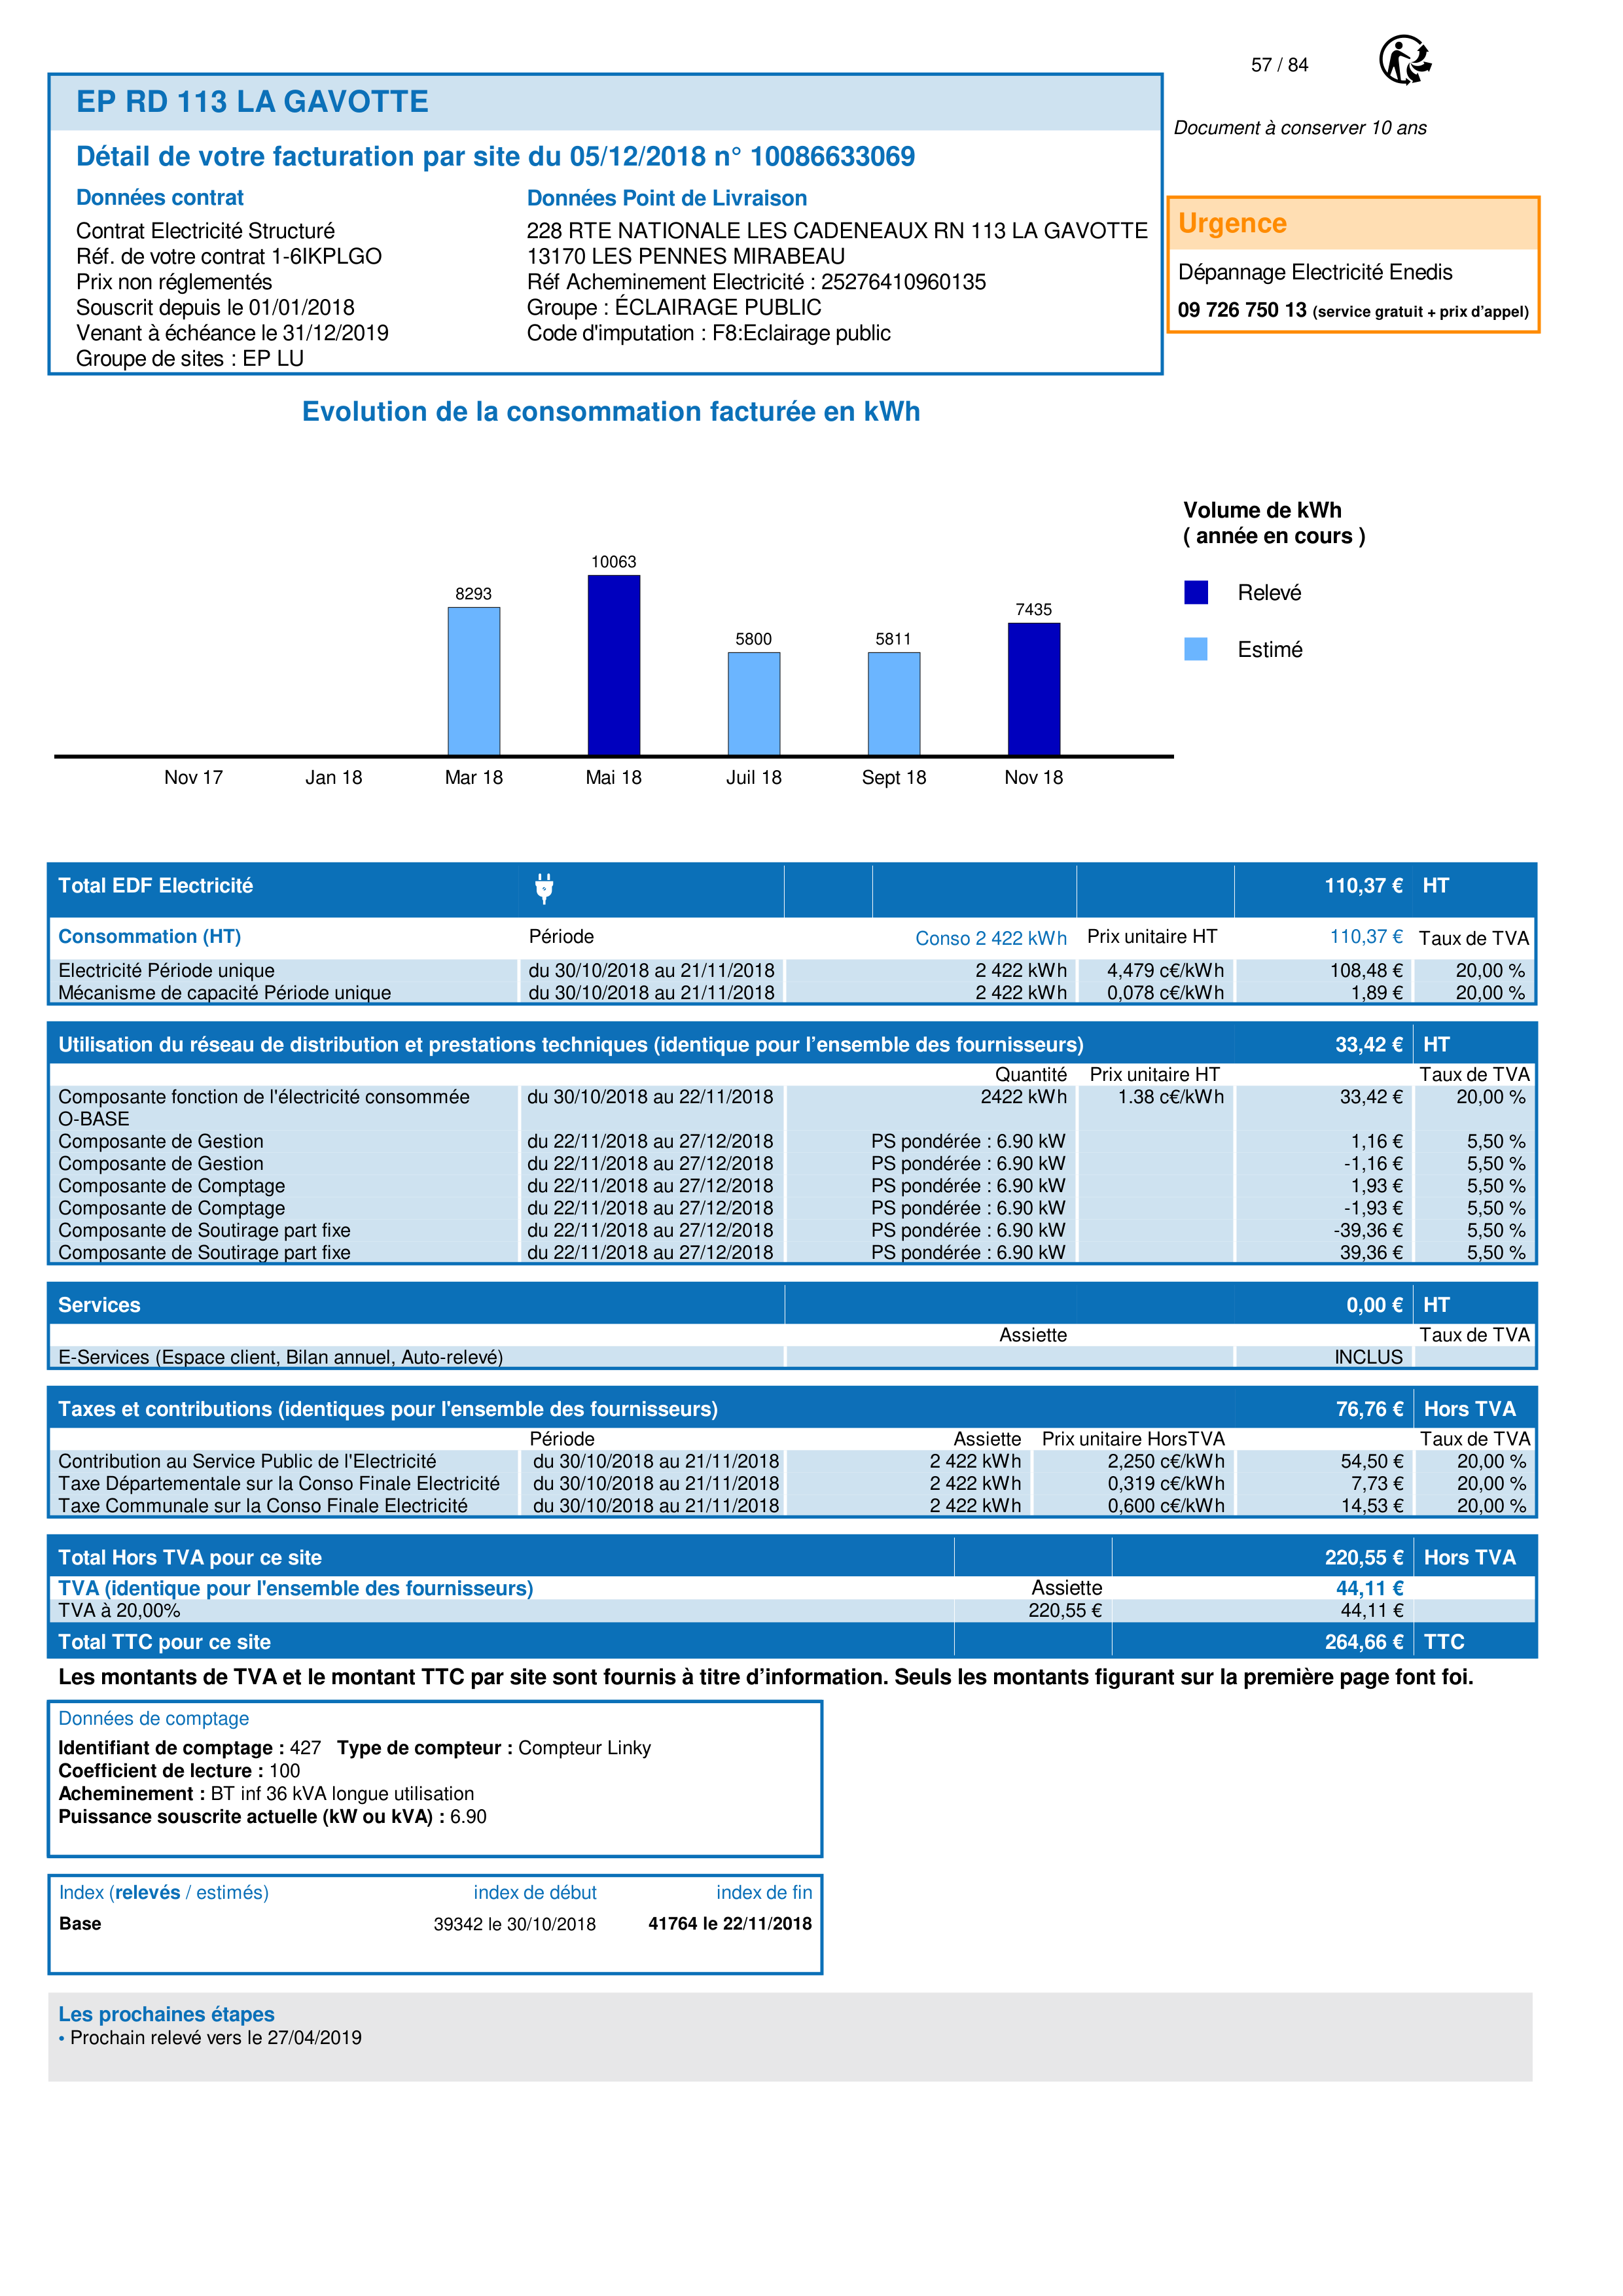 57 / 84
EP RD 113 LA GAVOTTE
Document à conserver 10 ans
Détail de votre facturation par site du 05/12/2018 n° 10086633069
Données contrat
Contrat Electricité Structuré
Réf. de votre contrat 1-6IKPLGO
Prix non réglementés
Souscrit depuis le 01/01/2018
Venant à échéance le 31/12/2019
Groupe de sites : EP LU
Données Point de Livraison
228 RTE NATIONALE LES CADENEAUX RN 113 LA GAVOTTE
13170 LES PENNES MIRABEAU
Réf Acheminement Electricité : 25276410960135
Groupe : ÉCLAIRAGE PUBLIC
Code d'imputation : F8:Eclairage public
Urgence
Dépannage Electricité Enedis
09 726 750 13 (service gratuit + prix d’appel)
Evolution de la consommation facturée en kWh
8293 10063 5800 5811 7435
Nov 17 Jan 18 Mar 18 Mai 18 Juil 18 Sept 18 Nov 18
Volume de kWh
( année en cours )
Relevé
Estimé
Total EDF Electricité 110,37 € HT
Consommation (HT) Période Conso 2 422 kWh Prix unitaire HT 110,37 € Taux de TVA
Electricité Période unique du 30/10/2018 au 21/11/2018 2 422 kWh 4,479 c€/kWh 108,48 € 20,00 %
Mécanisme de capacité Période unique du 30/10/2018 au 21/11/2018 2 422 kWh 0,078 c€/kWh 1,89 € 20,00 %
Utilisation du réseau de distribution et prestations techniques (identique pour l’ensemble des fournisseurs) 33,42 € HT
Quantité Prix unitaire HT Taux de TVA
Composante fonction de l'électricité consommée du 30/10/2018 au 22/11/2018 2422 kWh 1.38 c€/kWh 33,42 € 20,00 %
O-BASE
Composante de Gestion du 22/11/2018 au 27/12/2018 PS pondérée : 6.90 kW 1,16 € 5,50 %
Composante de Gestion du 22/11/2018 au 27/12/2018 PS pondérée : 6.90 kW -1,16 € 5,50 %
Composante de Comptage du 22/11/2018 au 27/12/2018 PS pondérée : 6.90 kW 1,93 € 5,50 %
Composante de Comptage du 22/11/2018 au 27/12/2018 PS pondérée : 6.90 kW -1,93 € 5,50 %
Composante de Soutirage part fixe du 22/11/2018 au 27/12/2018 PS pondérée : 6.90 kW -39,36 € 5,50 %
Composante de Soutirage part fixe du 22/11/2018 au 27/12/2018 PS pondérée : 6.90 kW 39,36 € 5,50 %
Services 0,00 € HT
Assiette Taux de TVA
E-Services (Espace client, Bilan annuel, Auto-relevé) INCLUS
Taxes et contributions (identiques pour l'ensemble des fournisseurs) 76,76 € Hors TVA
Période Assiette Prix unitaire HorsTVA Taux de TVA
Contribution au Service Public de l'Electricité du 30/10/2018 au 21/11/2018 2 422 kWh 2,250 c€/kWh 54,50 € 20,00 %
Taxe Départementale sur la Conso Finale Electricité du 30/10/2018 au 21/11/2018 2 422 kWh 0,319 c€/kWh 7,73 € 20,00 %
Taxe Communale sur la Conso Finale Electricité du 30/10/2018 au 21/11/2018 2 422 kWh 0,600 c€/kWh 14,53 € 20,00 %
Total Hors TVA pour ce site 220,55 € Hors TVA
TVA (identique pour l'ensemble des fournisseurs) Assiette 44,11 €
TVA à 20,00% 220,55 € 44,11 €
Total TTC pour ce site 264,66 € TTC
Les montants de TVA et le montant TTC par site sont fournis à titre d’information. Seuls les montants figurant sur la première page font foi.
Données de comptage
Identifiant de comptage : 427 Type de compteur : Compteur Linky
Coefficient de lecture : 100
Acheminement : BT inf 36 kVA longue utilisation
Puissance souscrite actuelle (kW ou kVA) : 6.90
Index (relevés / estimés) index de début index de fin
Base 39342 le 30/10/2018 41764 le 22/11/2018
Les prochaines étapes
• Prochain relevé vers le 27/04/2019